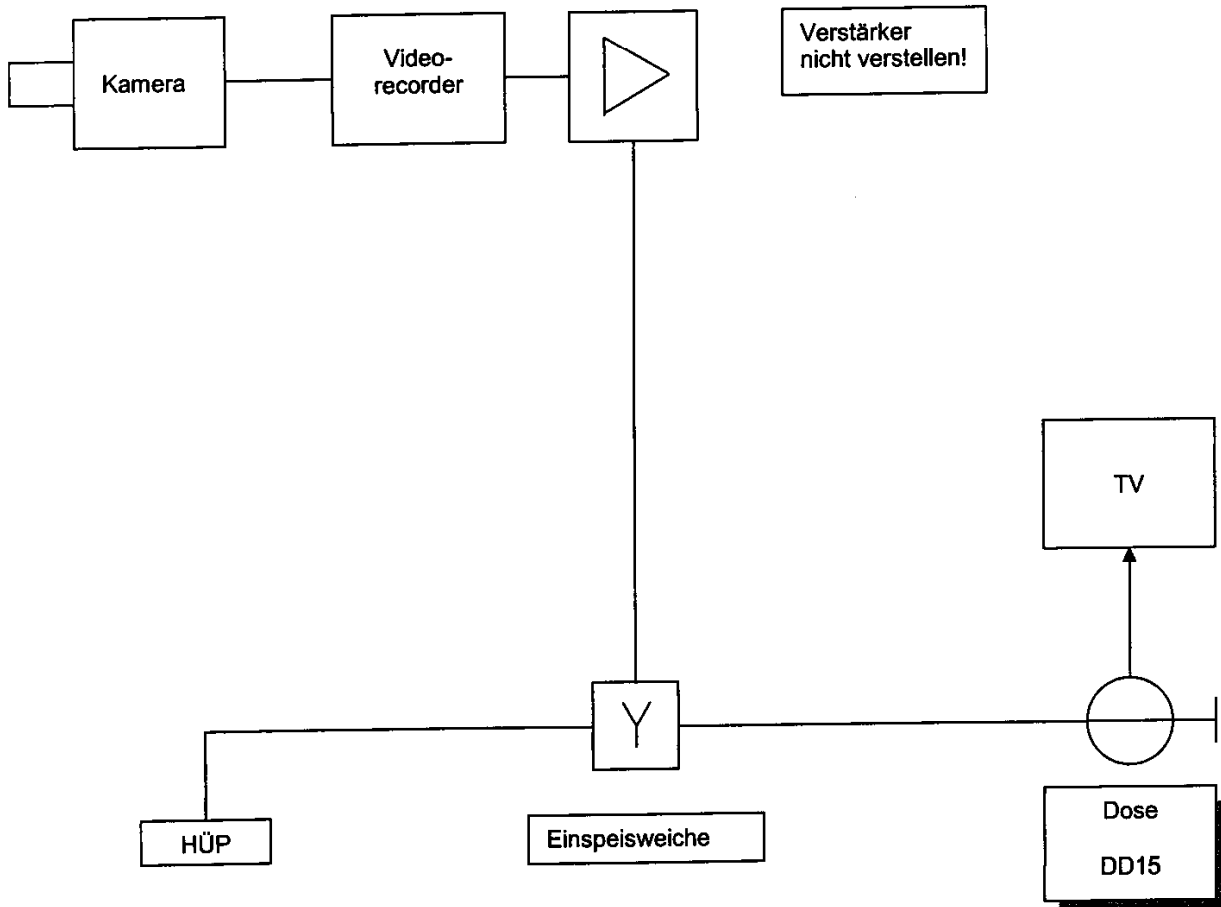 Kamera
Video-
recorder
Verstärker
nicht verstellen!
TV
Y
HÜP
Einspeisweiche
Dose
DD15